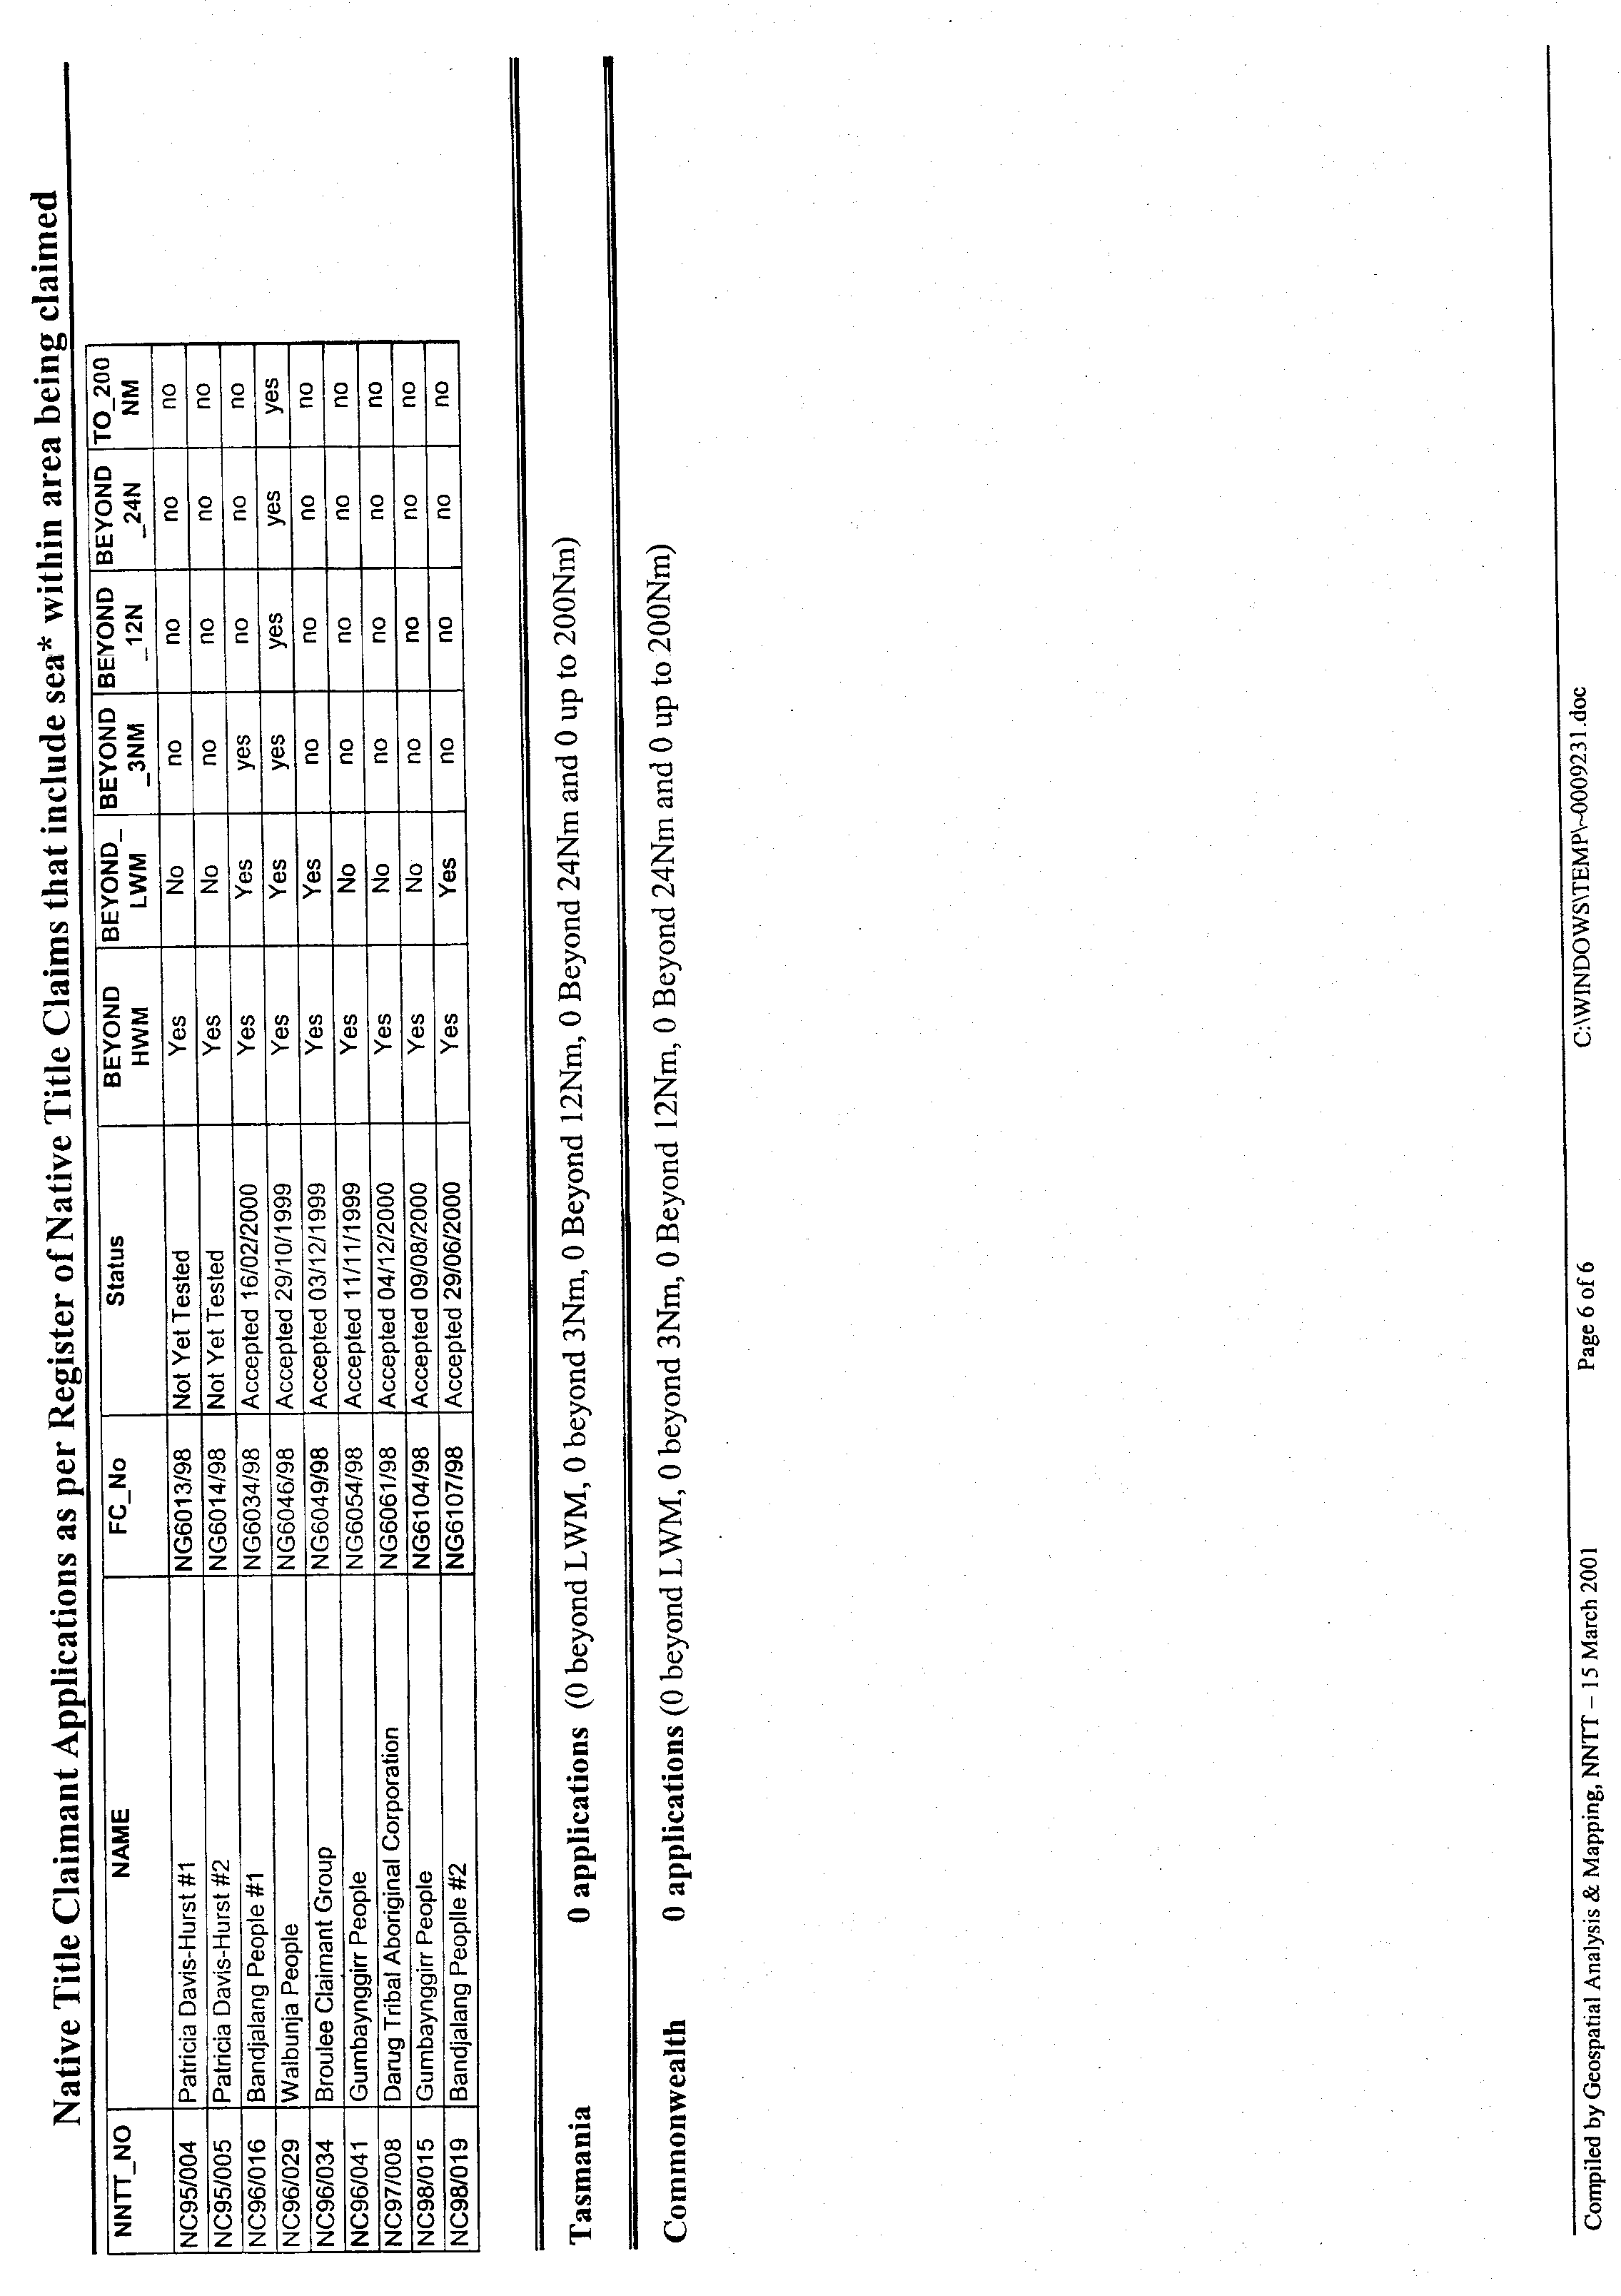 Native Title Claimant Applications as per Register of Native Title Claims that include sea* within area being claimed
NNTT_NO NAME FC_No Status BEYOND HWM BEYOND_ LWM BEYOND _3NM BEYOND _12N BEYOND _24N TO_200 NM
NC95/004 Patricia Davis-Hurst #1 NG6013/98 Not Yet Tested Yes No no no no no
NC95/005 Patricia Davis-Hurst #2 NG6014/98 Not Yet Tested Yes No no no no no
NC96/016 Bandjalang People #1 NG6034/98 Accepted 16/02/2000 Yes Yes yes no no no
NC96/029 Walbunja People NG6046/98 Accepted 29/10/1999 Yes Yes yes yes yes yes
NC96/034 Broulee Claimant Group NG6049/98 Accepted 03/12/1999 Yes Yes no no no no
NC96/041 Gumbaynggirr People NG6054/98 Accepted 11/11/1999 Yes No no no no no
NC97/008 Darug Tribal Aboriginal Corporation NG6061/98 Accepted 04/12/2000 Yes No no no no no
NC98/015 Gumbaynggirr People NG6104/98 Accepted 09/08/2000 Yes No no no no no
NC98/019 Bandjalang Peoplle #2 NG6107/98 Accepted 29/06/2000 Yes Yes no no no no
Tasmania 0 applications (0 beyond LWM, 0 beyond 3Nm, 0 Beyond 12Nm, 0 Beyond 24Nm and 0 up to 200Nm)
Commonwealth 0 applications (0 beyond LWM, 0 beyond 3Nm, 0 Beyond 12Nm, 0 Beyond 24Nm and 0 up to 200Nm)
Compiled by Geospatial Analysis & Mapping, NNTT – 15 March 2001 Page 6 of 6 C:\WINDOWS\TEMP\~0009231.doc